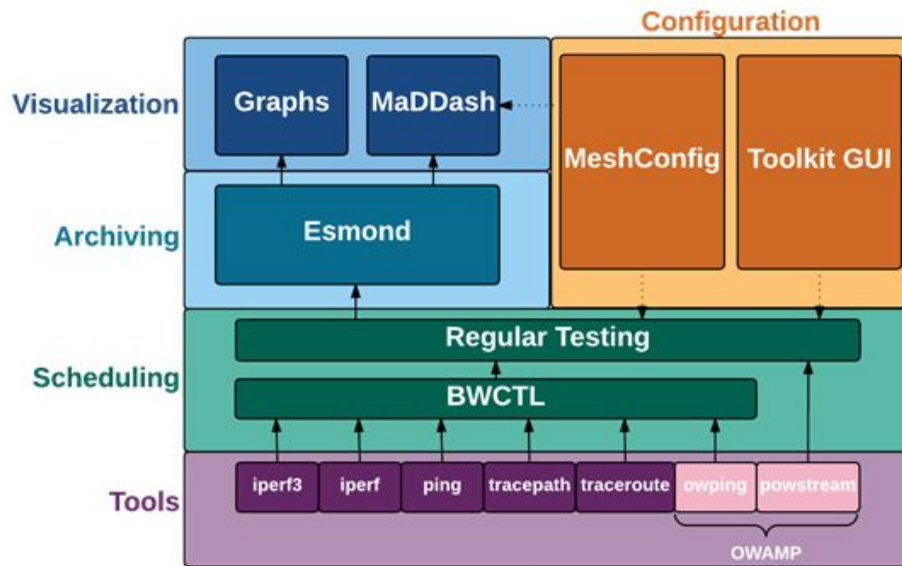 Configuration
Visualization
Graphs
MaDDash
MeshConfig
Toolkit GUI
Archiving
Esmond
Scheduling
Regular Testing
BWCTL
Tools
iperf3
iperf
ping
tracepath
traceroute
owping
powstream
OWAMP